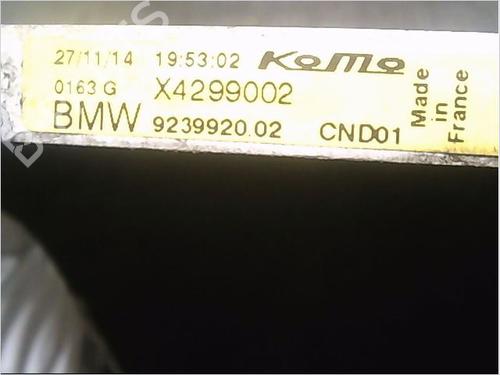 27/11/14 19:53:02 KoMo
0163 G X4299002
BMW 9239920.02 CND01
Made
in
France